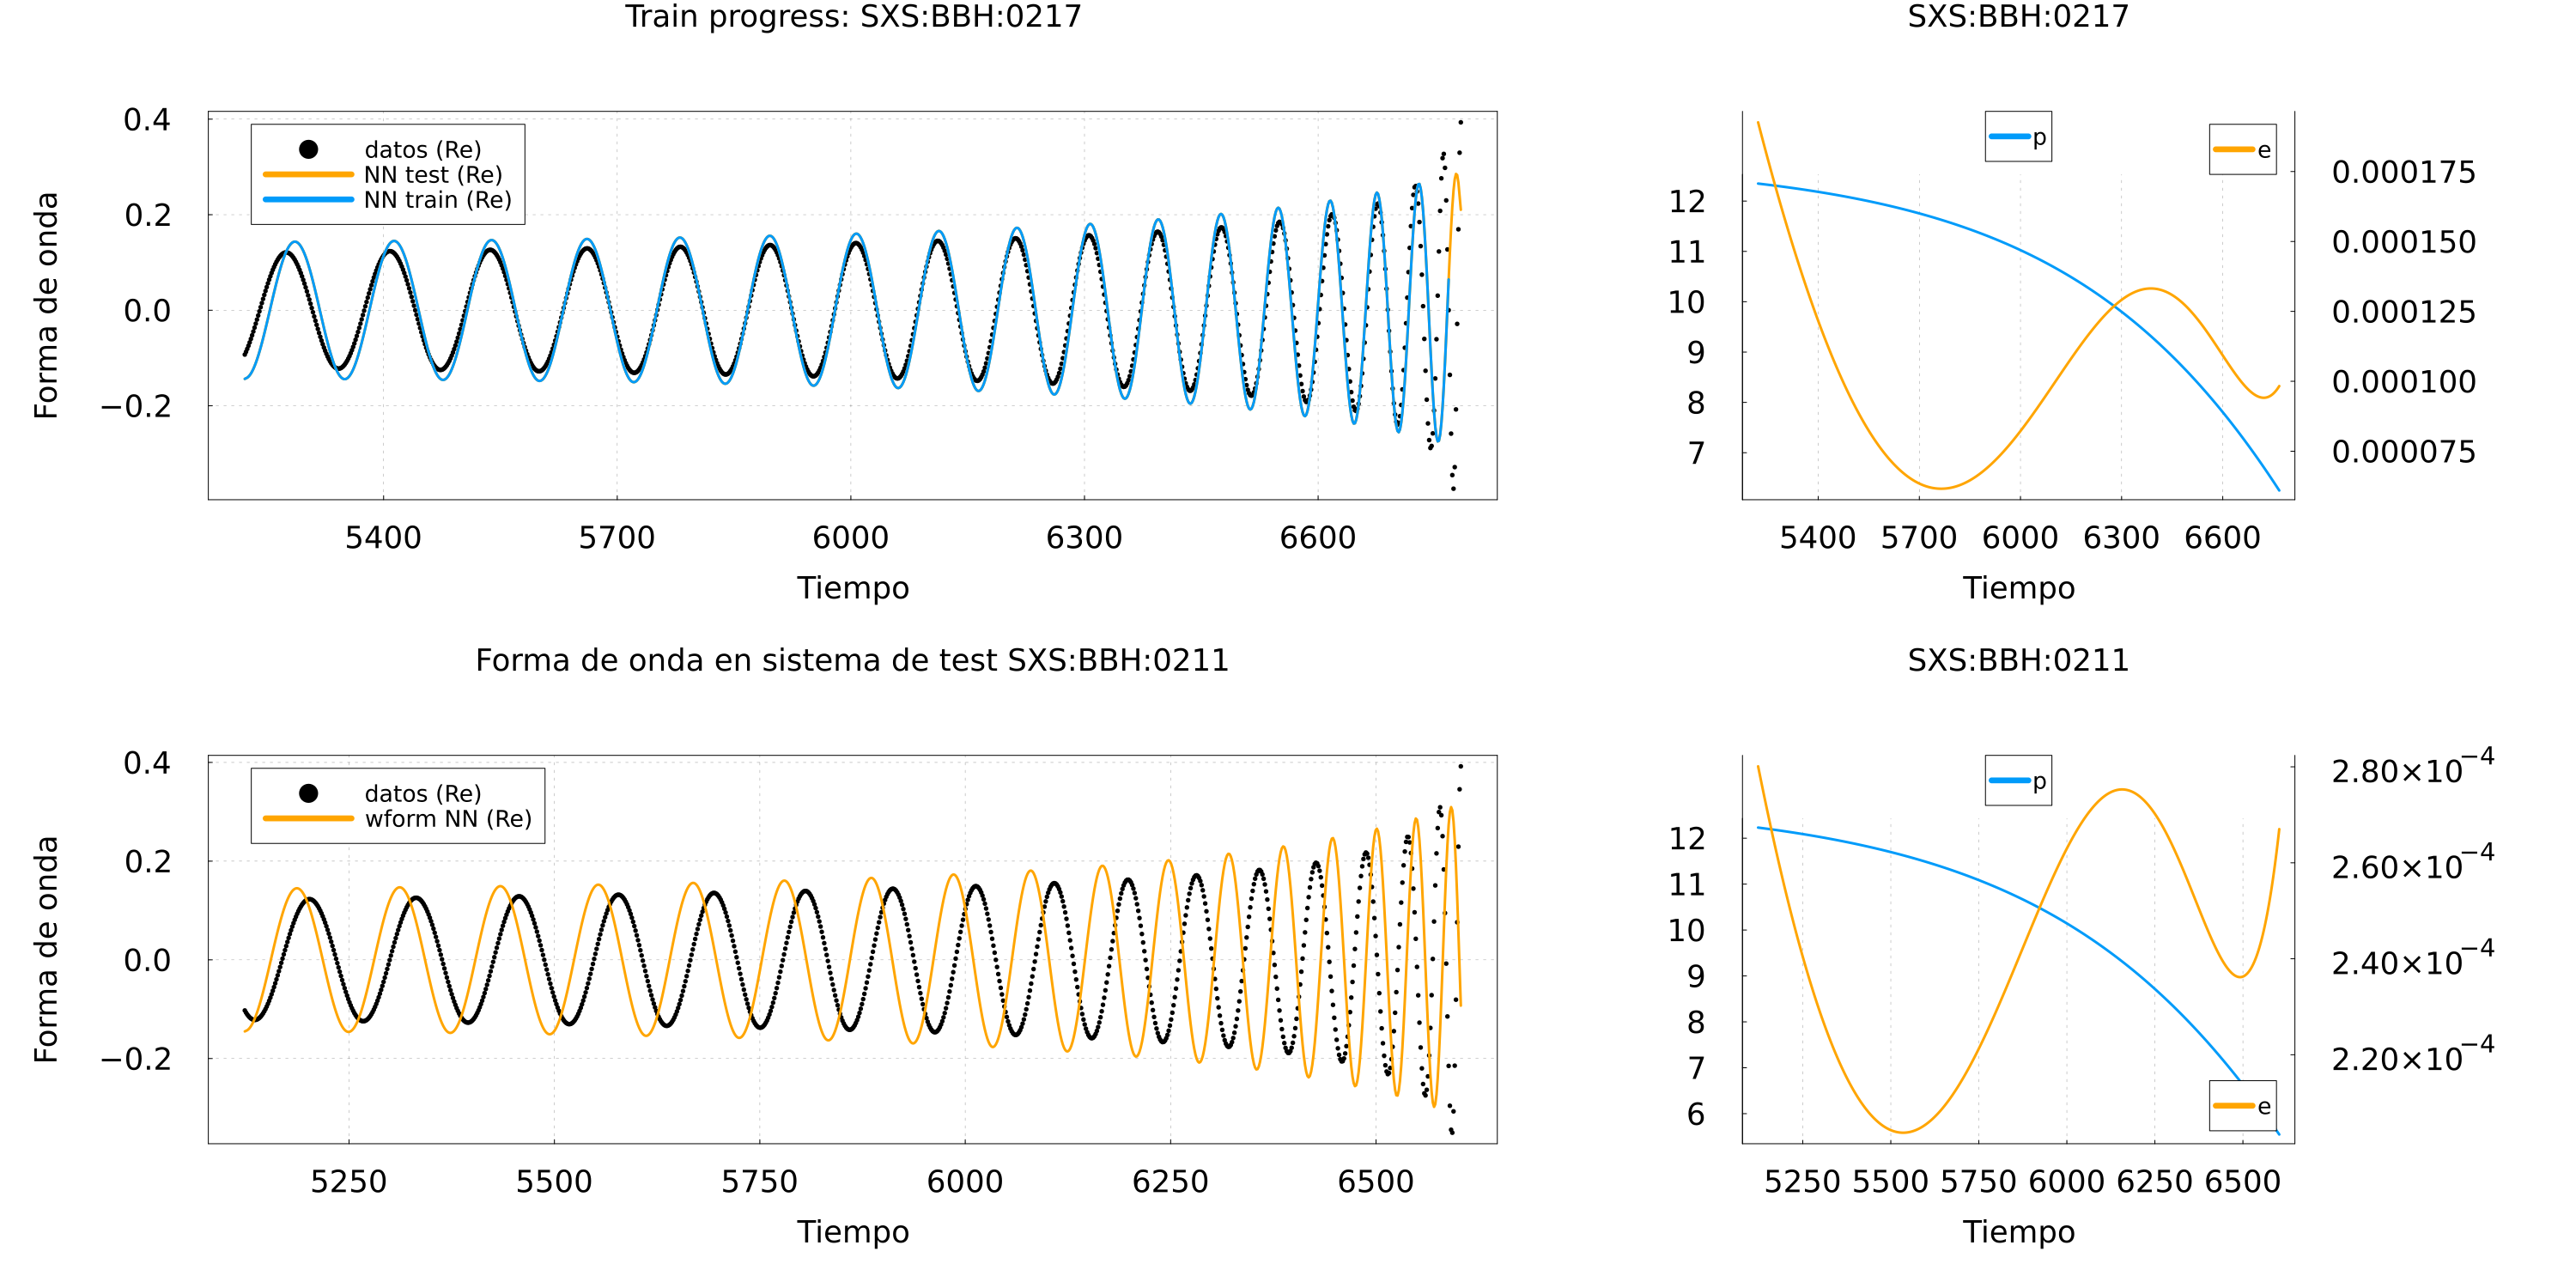 Train progress: SXS:BBH:0217
Forma de onda
0.4
0.2
0.0
−0.2
datos (Re)
NN test (Re)
NN train (Re)
5400 5700 6000 6300 6600
Tiempo
SXS:BBH:0217
p
e
12
11
10
9
8
7
0.000175
0.000150
0.000125
0.000100
0.000075
5400 5700 6000 6300 6600
Tiempo
Forma de onda en sistema de test SXS:BBH:0211
Forma de onda
0.4
0.2
0.0
−0.2
datos (Re)
wform NN (Re)
5250 5500 5750 6000 6250 6500
Tiempo
SXS:BBH:0211
p
e
12
11
10
9
8
7
6
2.80×10⁻⁴
2.60×10⁻⁴
2.40×10⁻⁴
2.20×10⁻⁴
5250 5500 5750 6000 6250 6500
Tiempo